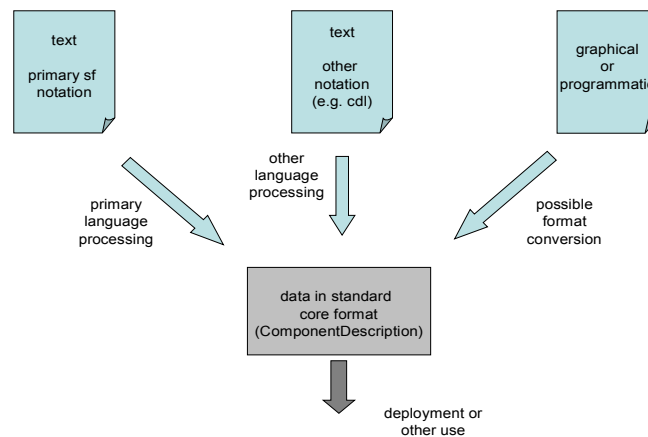 text
primary sf
notation
text
other
notation
(e.g. cdl)
graphical
or
programmatic
other
language
processing
primary
language
processing
possible
format
conversion
data in standard
core format
(ComponentDescription)
deployment or
other use